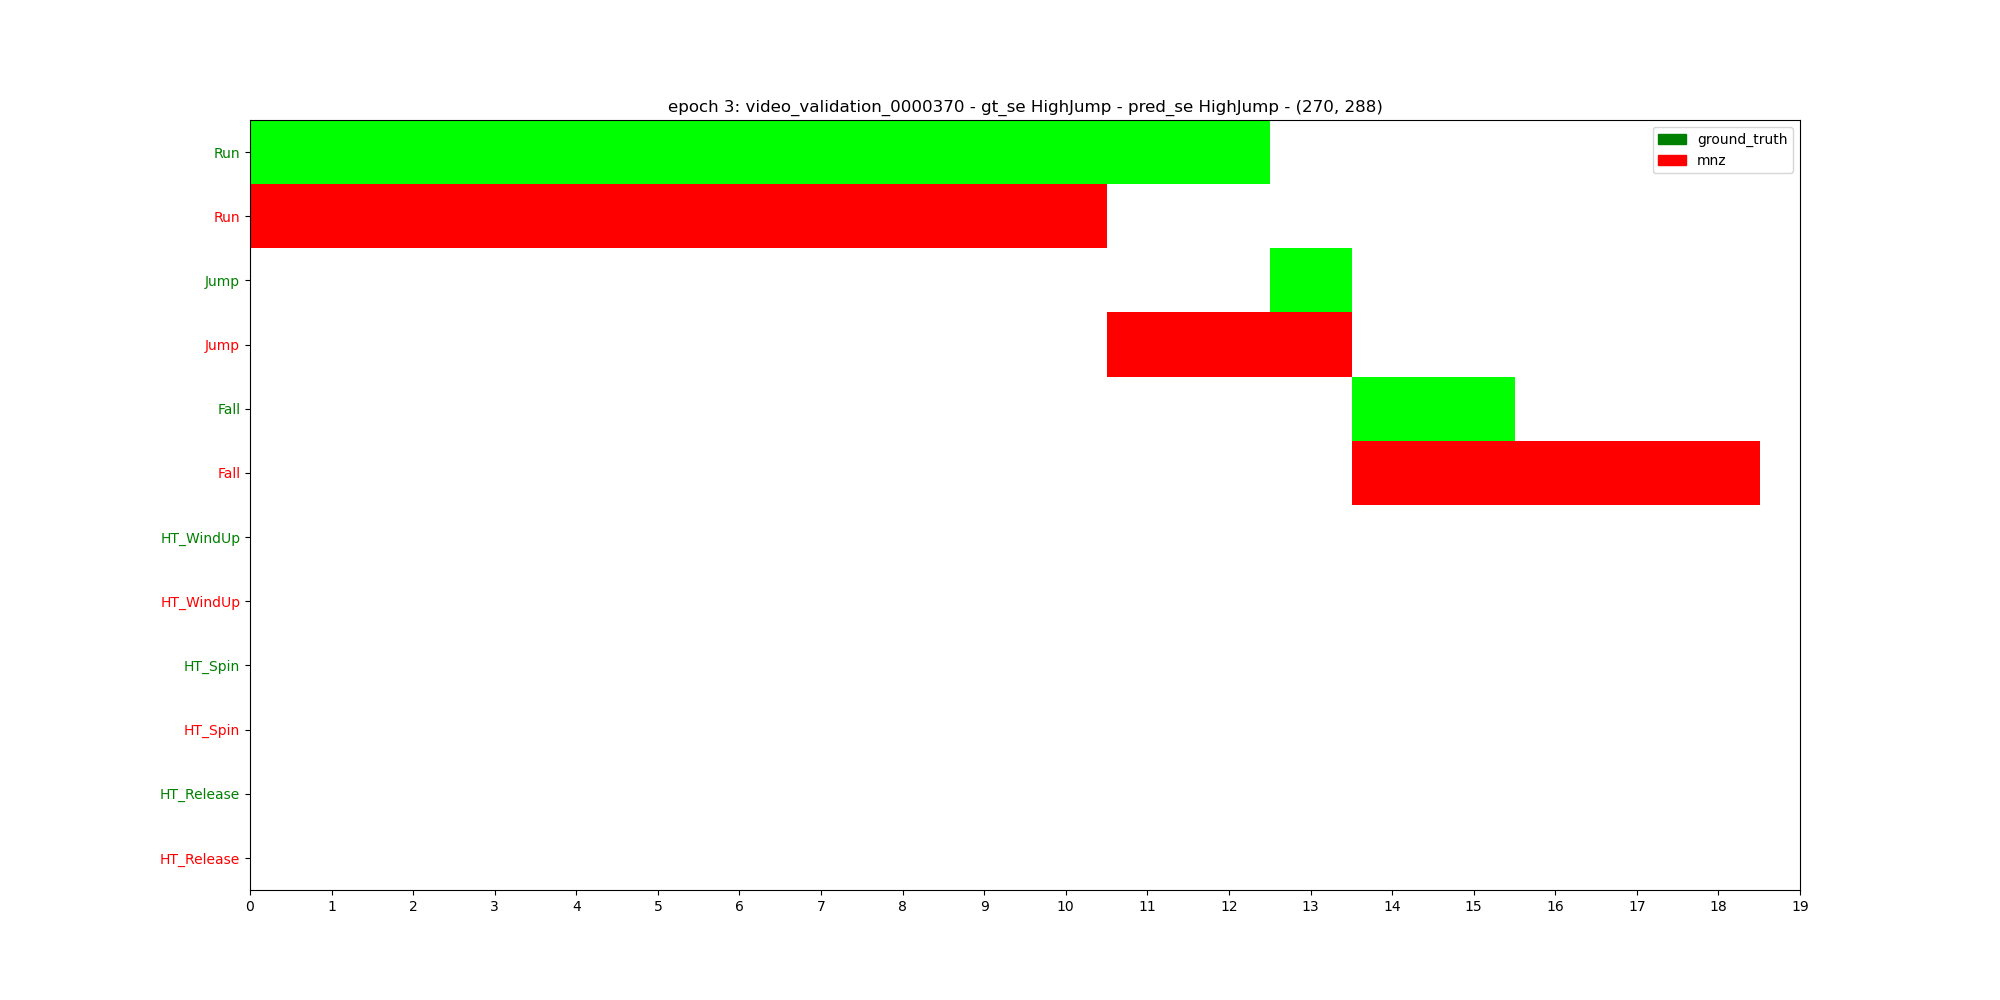 epoch 3: video_validation_0000370 - gt_se HighJump - pred_se HighJump - (270, 288)
ground_truth
mnz
Run
Run
Jump
Jump
Fall
Fall
HT_WindUp
HT_WindUp
HT_Spin
HT_Spin
HT_Release
HT_Release
0 1 2 3 4 5 6 7 8 9 10 11 12 13 14 15 16 17 18 19